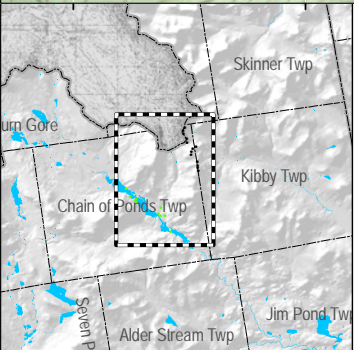 Skinner Twp
urn Gore
Kibby Twp
Chain of Ponds Twp
Seven P
Jim Pond Twp
Alder Stream Twp